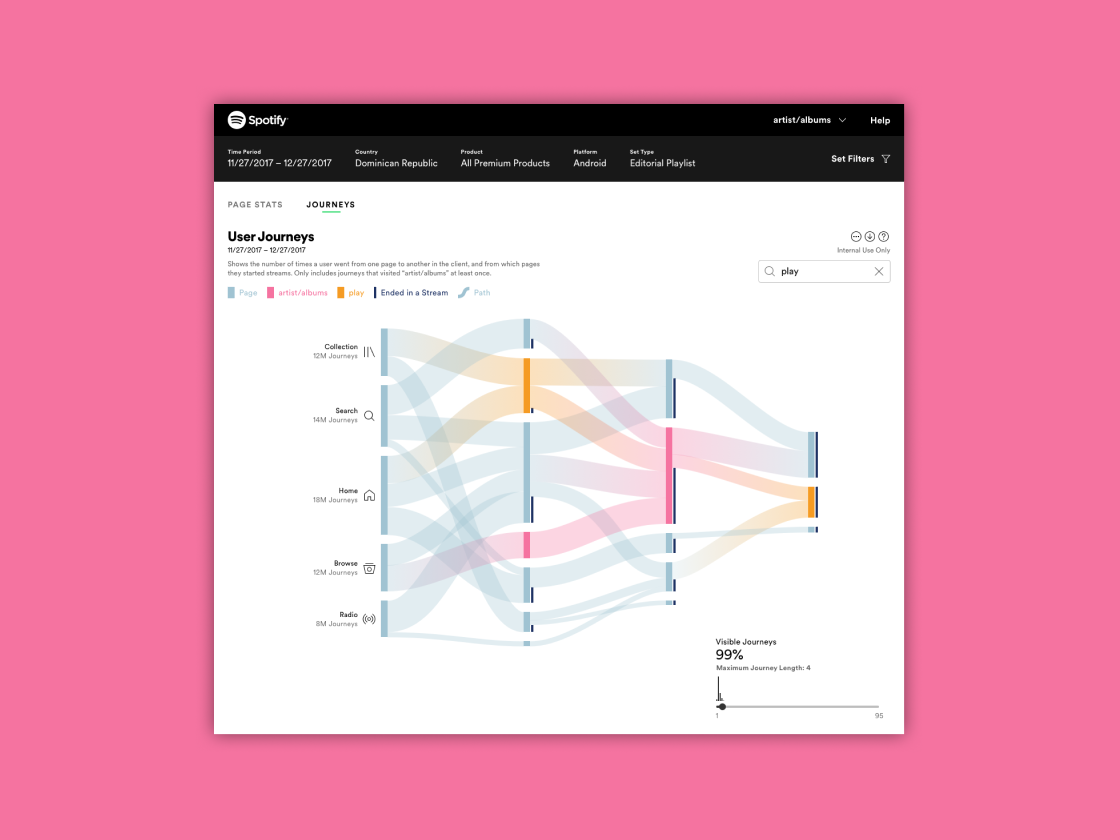 Spotify
artist/albums
Help
Time Period
11/27/2017 – 12/27/2017
Country
Dominican Republic
Product
All Premium Products
Platform
Android
Set Type
Editorial Playlist
Set Filters
PAGE STATS
JOURNEYS
User Journeys
11/27/2017 – 12/27/2017
Internal Use Only
Shows the number of times a user went from one page to another in the client, and from which pages
they started streams. Only includes journeys that visited "artist/albums" at least once.
play
Page
artist/albums
play
Ended in a Stream
Path
Collection
12M Journeys
Search
14M Journeys
Home
18M Journeys
Browse
12M Journeys
Radio
8M Journeys
Visible Journeys
99%
Maximum Journey Length: 4
1
95